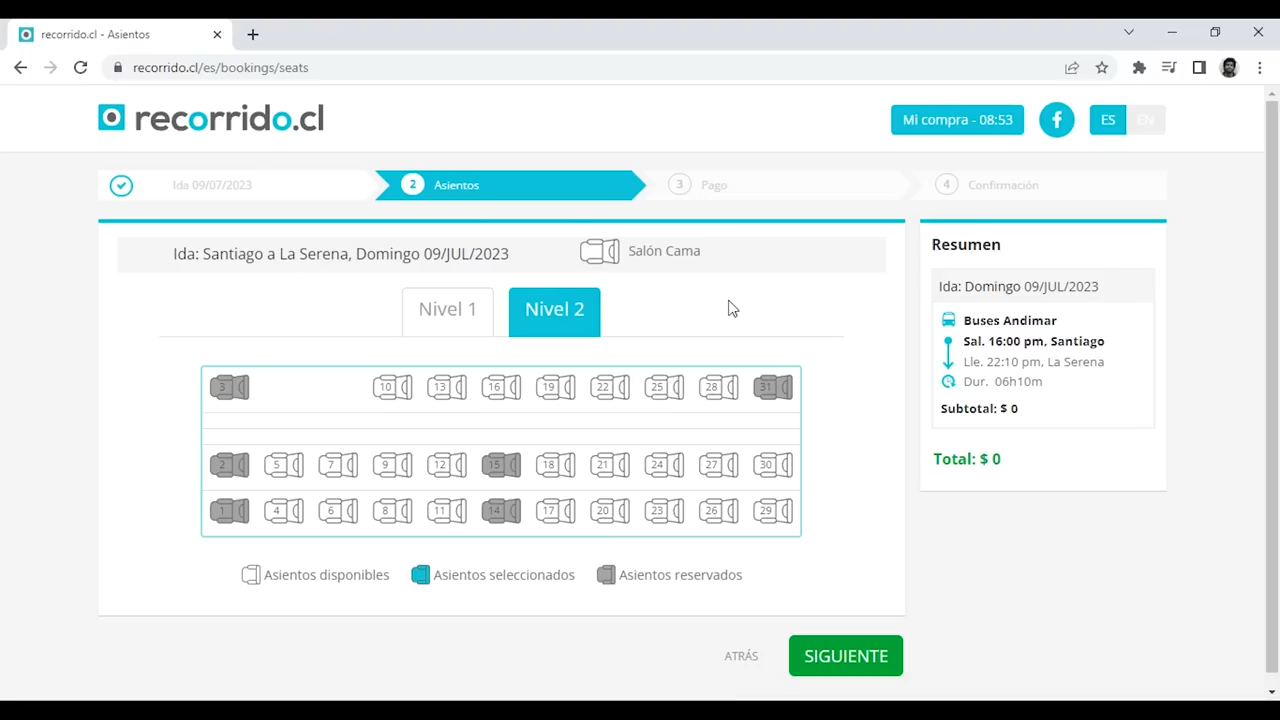 recorrido.cl - Asientos
recorrido.cl/es/bookings/seats
recorrido.cl
Mi compra - 08:53
ES
EN
Ida 09/07/2023
2 Asientos
3 Pago
4 Confirmación
Ida: Santiago a La Serena, Domingo 09/JUL/2023
Salón Cama
Nivel 1
Nivel 2
3 10 13 16 19 22 25 28 31
2 5 7 9 12 15 18 21 24 27 30
1 4 6 8 11 14 17 20 23 26 29
Asientos disponibles
Asientos seleccionados
Asientos reservados
ATRÁS
SIGUIENTE
Resumen
Ida: Domingo 09/JUL/2023
Buses Andimar
Sal. 16:00 pm, Santiago
Lle. 22:10 pm, La Serena
Dur. 06h10m
Subtotal: $ 0
Total: $ 0